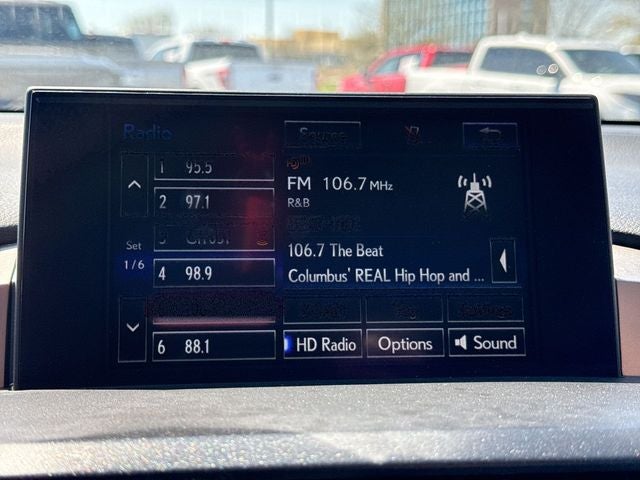 Radio
Source
1 95.5
FM 106.7 MHz
2 97.1
R&B
3
Set
1/6
106.7 The Beat
4 98.9
Columbus' REAL Hip Hop and ...
6 88.1
HD Radio
Options
Sound